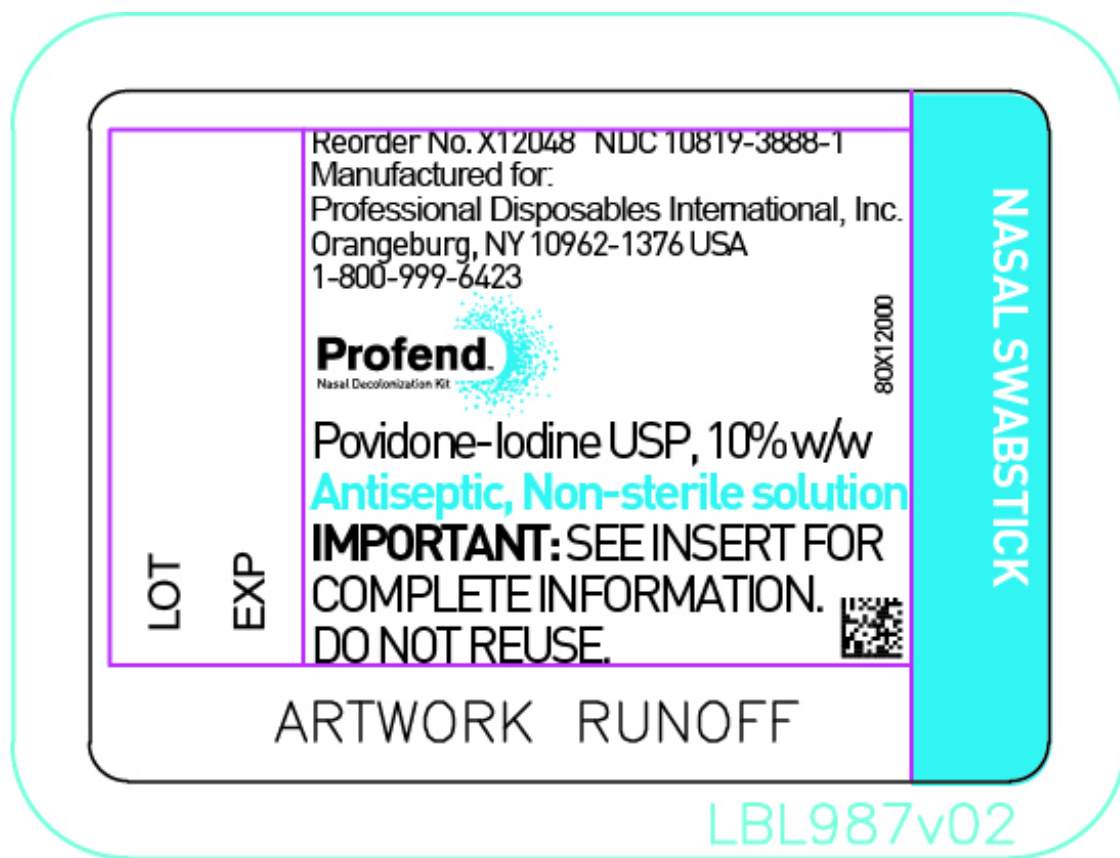 Reorder No. X12048   NDC 10819-3888-1
Manufactured for:
Professional Disposables International, Inc.
Orangeburg, NY 10962-1376 USA
1-800-999-6423
Profend™
Nasal Decolonization Kit
80X12000
Povidone-Iodine USP, 10% w/w
Antiseptic, Non-sterile solution
IMPORTANT: SEE INSERT FOR
COMPLETE INFORMATION.
DO NOT REUSE.
LOT
EXP
NASAL SWABSTICK
ARTWORK RUNOFF
LBL987v02